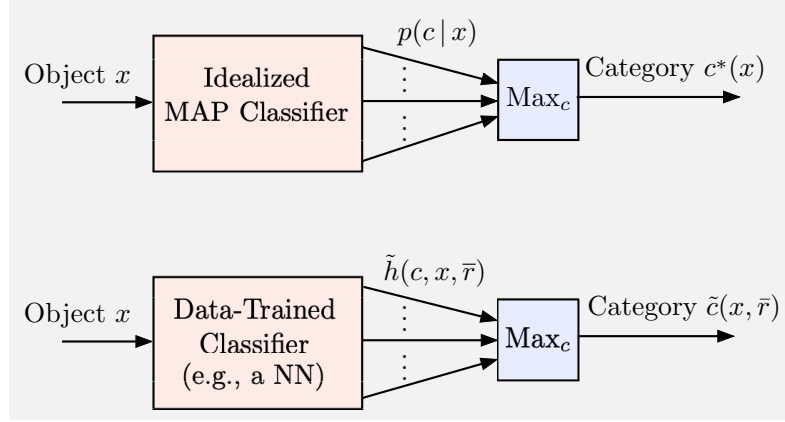 p(c | x)
Object x
Idealized
MAP Classifier
⋮
⋮
Max_c
Category c*(x)
h̃(c, x, r̄)
Object x
Data-Trained
Classifier
(e.g., a NN)
⋮
⋮
Max_c
Category c̃(x, r̄)